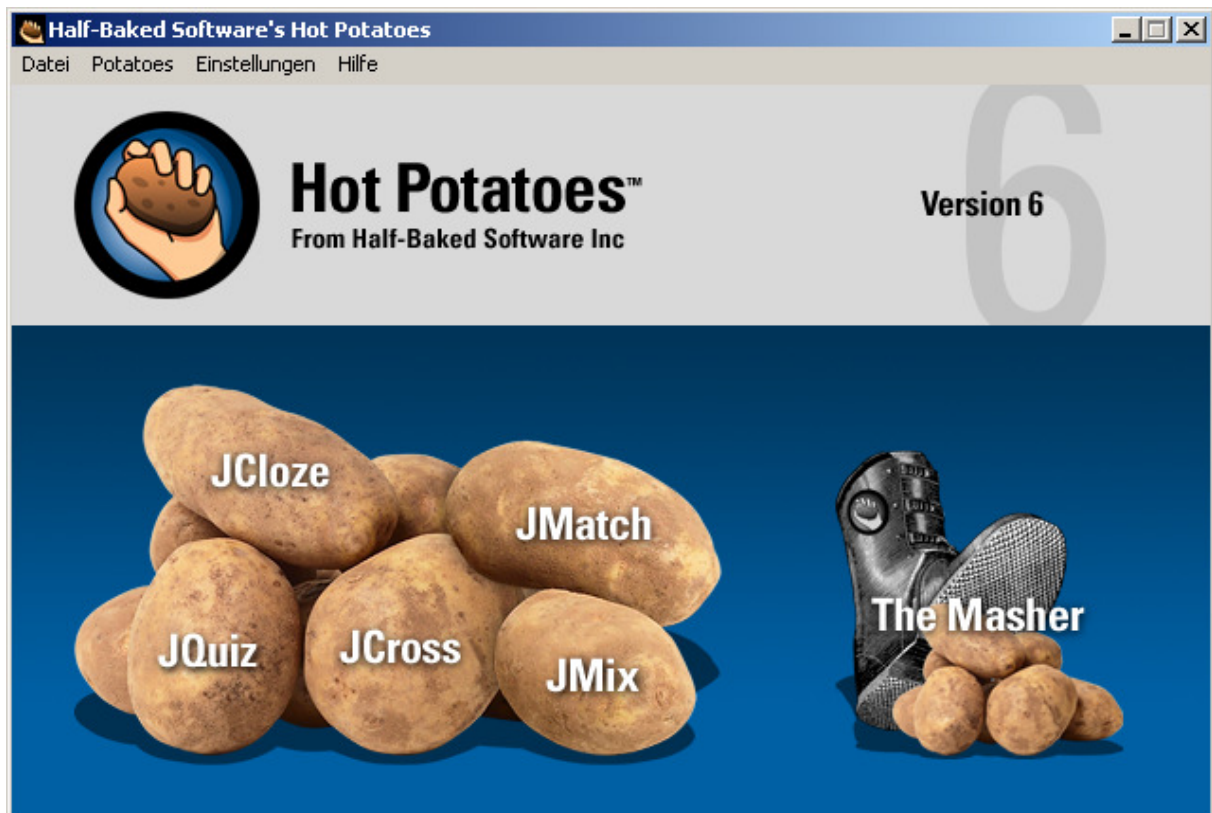 Half-Baked Software's Hot Potatoes
Datei Potatoes Einstellungen Hilfe
6
Hot Potatoes™
From Half-Baked Software Inc
Version 6
JCloze
JMatch
JQuiz
JCross
JMix
The Masher